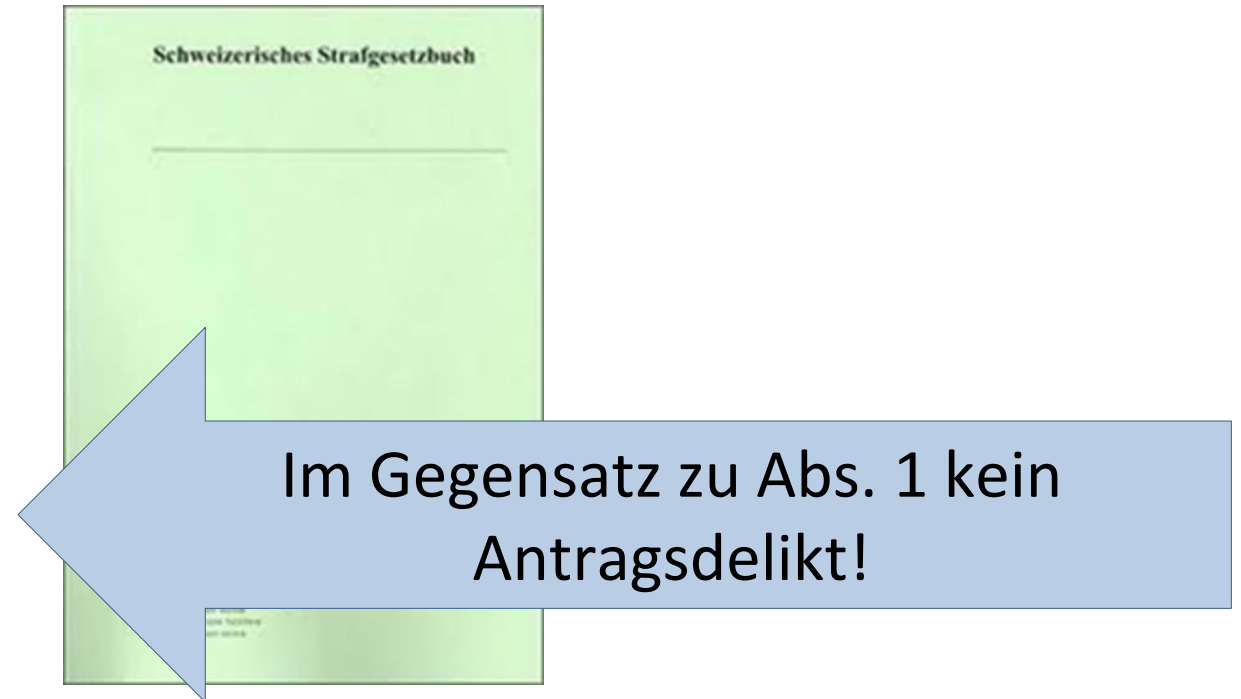 Schweizerisches Strafgesetzbuch
Im Gegensatz zu Abs. 1 kein
Antragsdelikt!